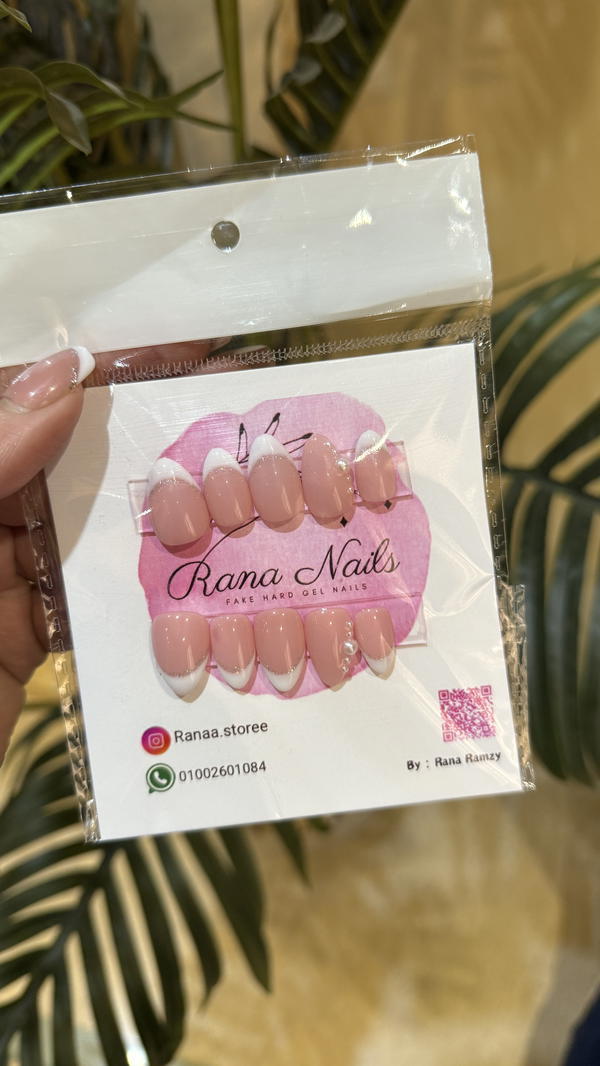 Rana Nails
FAKE HARD GEL NAILS
Ranaa.storee
01002601084
By : Rana Ramzy